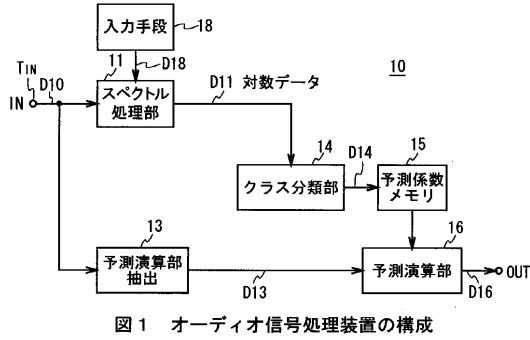 入力手段
18
D18
10
TIN
D10
11
IN
スペクトル
処理部
D11 対数データ
14
D14
15
クラス分類部
予測係数
メモリ
13
16
予測演算部
抽出
予測演算部
OUT
D13
D16
図1 オーディオ信号処理装置の構成